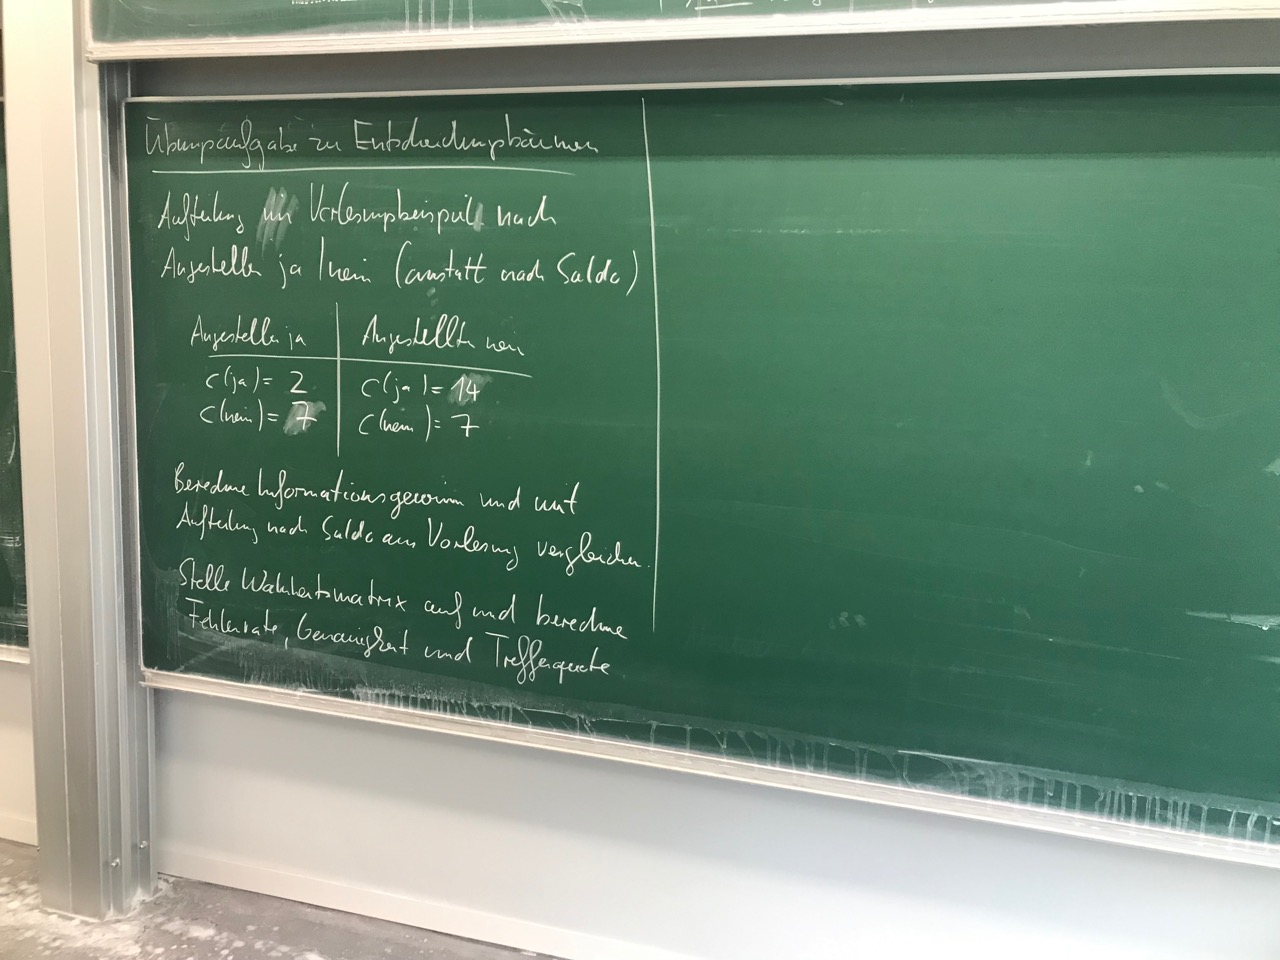 Übungsaufgabe zu Entscheidungsbäumen
Aufteilung im Vorlesungsbeispiel nach
Angestellter ja / nein (anstatt nach Saldo)
Angestellter ja | Angestellter nein
C(ja) = 2 | C(ja) = 14
C(nein) = 7 | C(nein) = 7
Berechne Informationsgewinn und mit
Aufteilung nach Saldo aus Vorlesung vergleichen.
Stelle Wahrheitsmatrix auf und berechne
Fehlerrate, Genauigkeit und Trefferquote